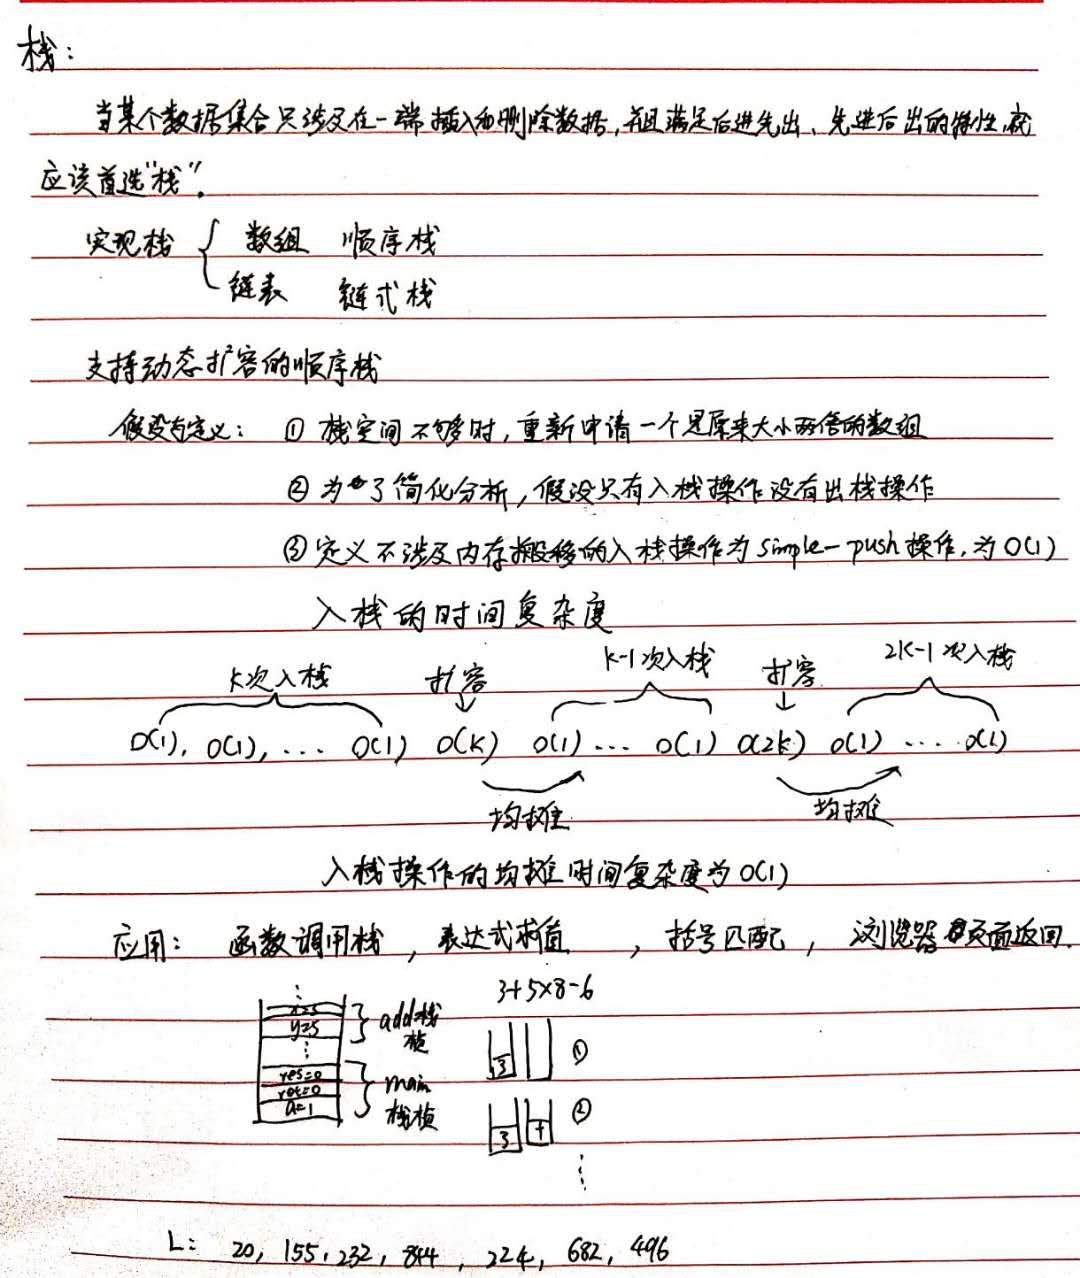 栈：
当某个数据集合只涉及在一端插入和删除数据，并且满足后进先出、先进后出的特性，就
应该首选“栈”。
实现栈 { 数组 顺序栈
链表 链式栈
支持动态扩容的顺序栈
假设与定义： ① 栈空间不够时，重新申请一个是原来大小两倍的数组
② 为了简化分析，假设只有入栈操作没有出栈操作
③ 定义不涉及内存搬移的入栈操作为 simple-push 操作，为 O(1)
入栈的时间复杂度
K次入栈 扩容 K-1次入栈 扩容 2K-1次入栈
O(1), O(1), ... O(1) O(K) O(1) ... O(1) O(2K) O(1) .... O(1)
均摊 均摊
入栈操作的均摊时间复杂度为 O(1)
应用： 函数调用栈 ，表达式求值 ，括号匹配 ，浏览器页面返回.
3+5×8-6
y=5 add栈
桢
3 ①
res=0
ret=0 main
a=1 栈桢
3 + ②
L: 20, 155, 232, 844, 224, 682, 496